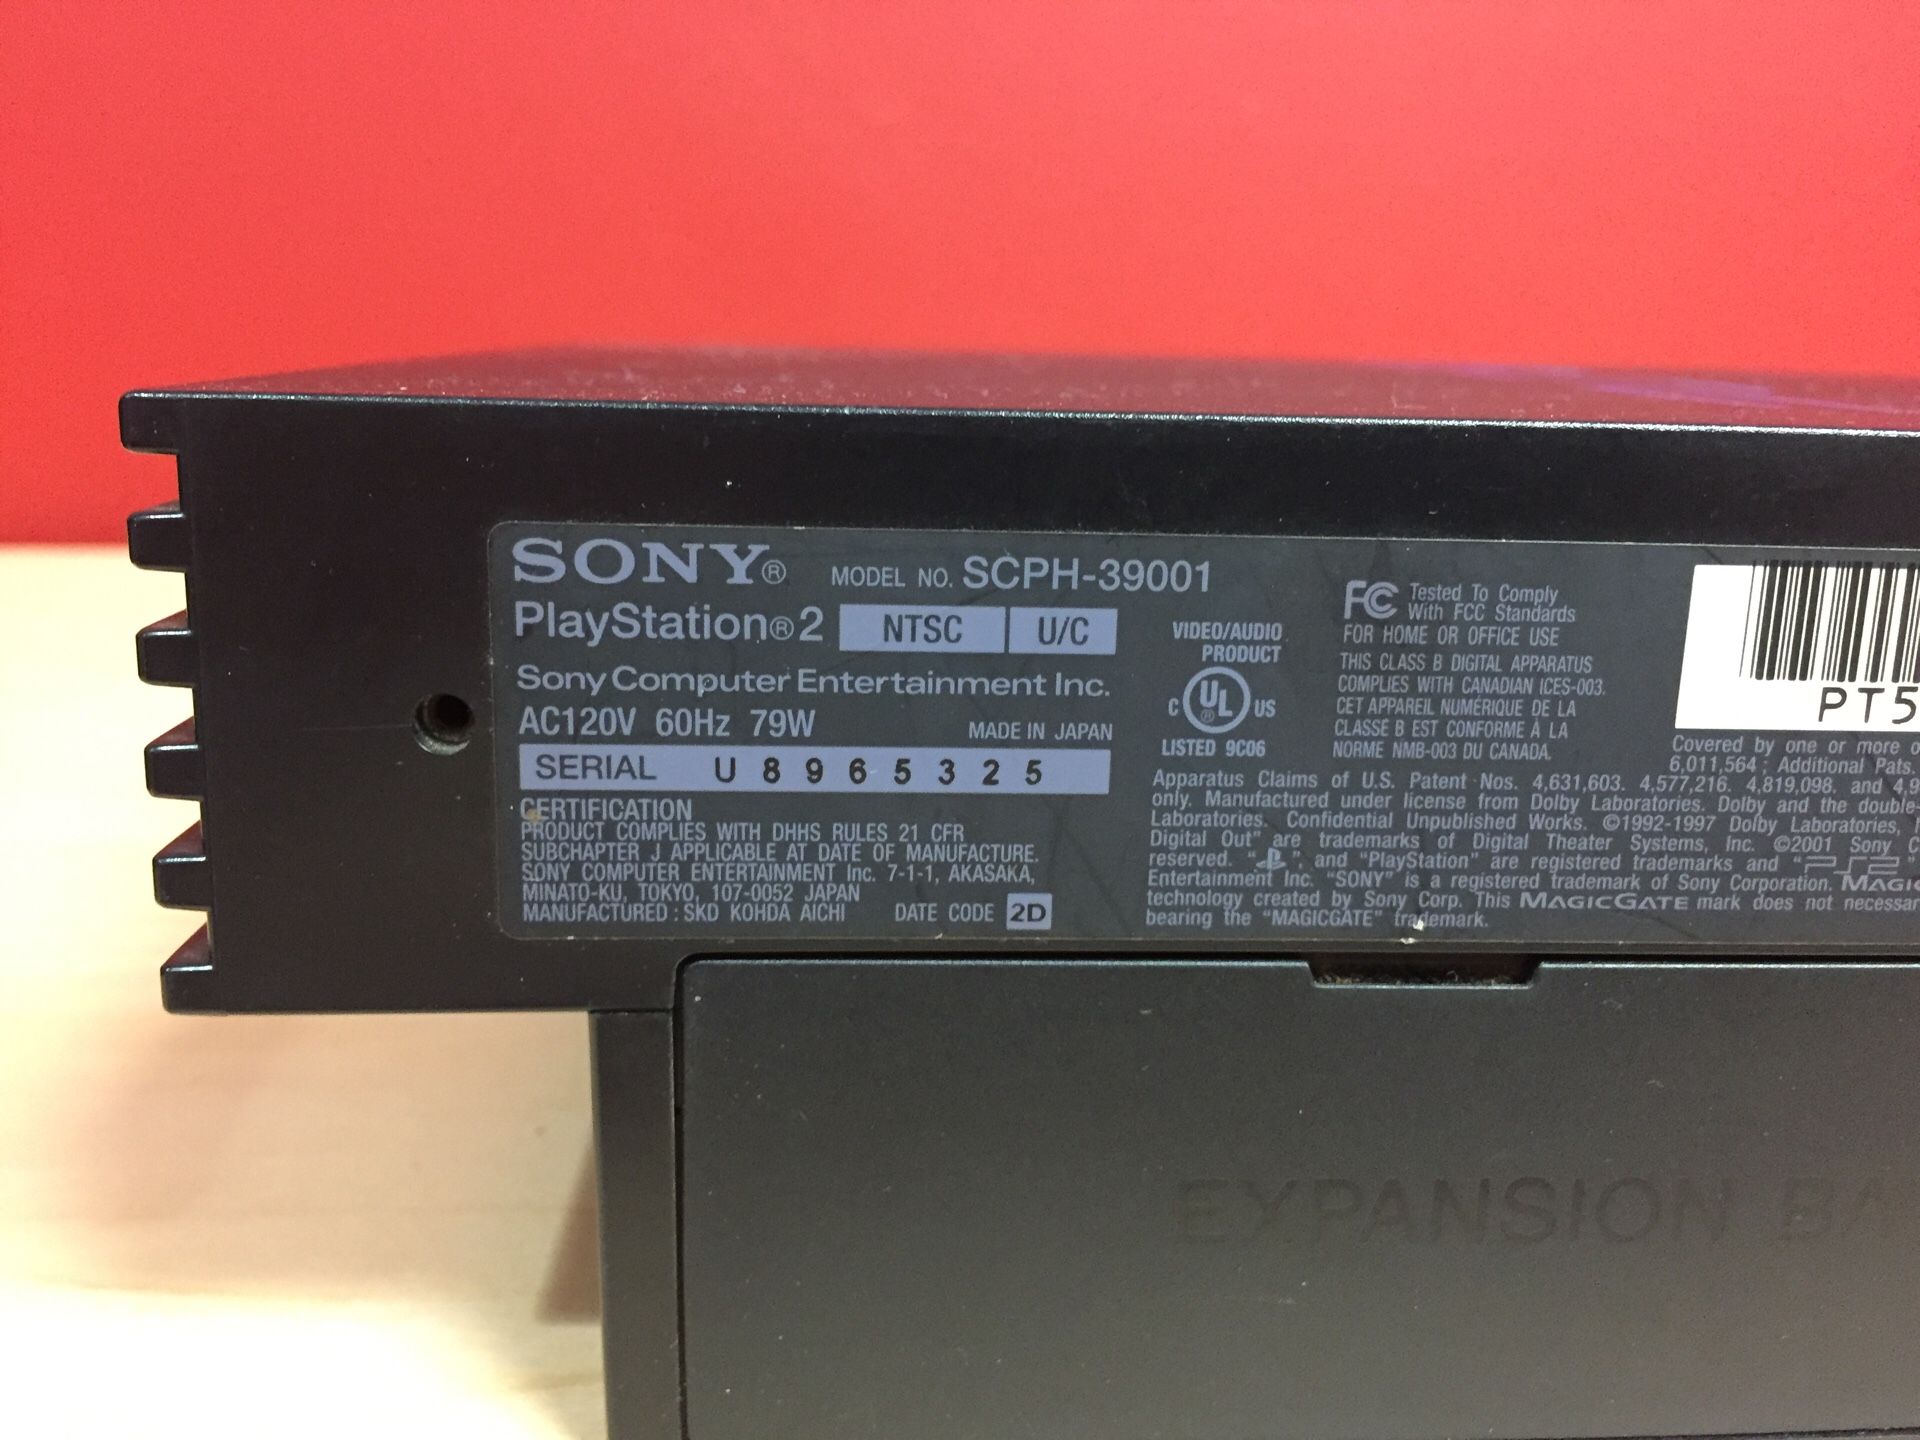 SONY® MODEL NO. SCPH-39001
PlayStation®2 NTSC U/C
Sony Computer Entertainment Inc.
AC120V 60Hz 79W MADE IN JAPAN
SERIAL U 8 9 6 5 3 2 5
CERTIFICATION
PRODUCT COMPLIES WITH DHHS RULES 21 CFR
SUBCHAPTER J APPLICABLE AT DATE OF MANUFACTURE.
SONY COMPUTER ENTERTAINMENT Inc. 7-1-1, AKASAKA,
MINATO-KU, TOKYO, 107-0052 JAPAN
MANUFACTURED : SKD KOHDA AICHI DATE CODE 2D
VIDEO/AUDIO
PRODUCT
C UL® US
LISTED 9C06
FC Tested To Comply
With FCC Standards
FOR HOME OR OFFICE USE
THIS CLASS B DIGITAL APPARATUS
COMPLIES WITH CANADIAN ICES-003.
CET APPAREIL NUMÉRIQUE DE LA
CLASSE B EST CONFORME À LA
NORME NMB-003 DU CANADA.
PT5
Covered by one or more o
6,011,564 ; Additional Pats.
Apparatus Claims of U.S. Patent Nos. 4,631,603. 4,577,216. 4,819,098. and 4,9
only. Manufactured under license from Dolby Laboratories. Dolby and the double-
Laboratories. Confidential Unpublished Works. ©1992-1997 Dolby Laboratories,
Digital Out" are trademarks of Digital Theater Systems, Inc. ©2001 Sony C
reserved. " ", and "PlayStation" are registered trademarks and "PS2"
Entertainment Inc. "SONY" is a registered trademark of Sony Corporation. MAGIC
technology created by Sony Corp. This MAGICGATE mark does not necessar
bearing the "MAGICGATE" trademark.
EXPANSION BA